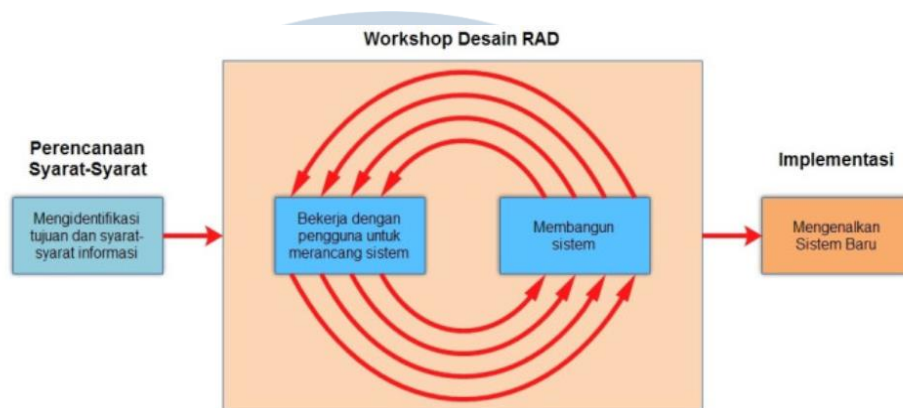 Workshop Desain RAD
Perencanaan
Syarat-Syarat
Mengidentifikasi
tujuan dan syarat-
syarat informasi
Bekerja dengan
pengguna untuk
merancang sistem
Membangun
sistem
Implementasi
Mengenalkan
Sistem Baru